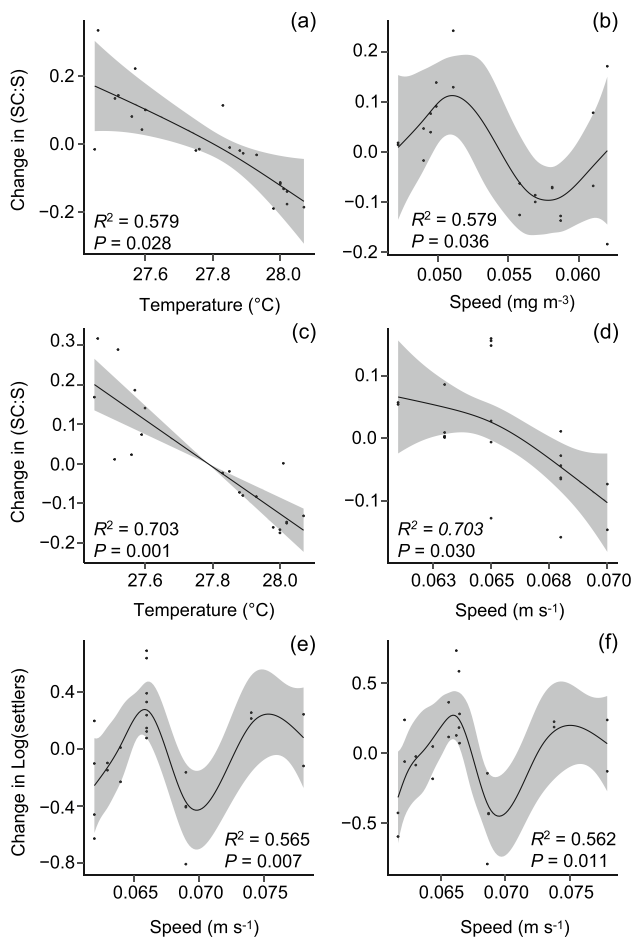 (a)
Change in (SC:S)
0.2
0.0
−0.2
R² = 0.579
P = 0.028
27.6
27.8
28.0
Temperature (°C)
(b)
0.2
0.1
0.0
−0.1
−0.2
R² = 0.579
P = 0.036
0.050
0.055
0.060
Speed (mg m-³)
(c)
Change in (SC:S)
0.3
0.2
0.1
0.0
−0.1
−0.2
R² = 0.703
P = 0.001
27.6
27.8
28.0
Temperature (°C)
(d)
0.1
0.0
−0.1
R² = 0.703
P = 0.030
0.063
0.065
0.068
0.070
Speed (m s-¹)
(e)
Change in Log(settlers)
0.4
0.0
−0.4
−0.8
R² = 0.565
P = 0.007
0.065
0.070
0.075
Speed (m s-¹)
(f)
0.5
0.0
−0.5
R² = 0.562
P = 0.011
0.065
0.070
0.075
Speed (m s-¹)